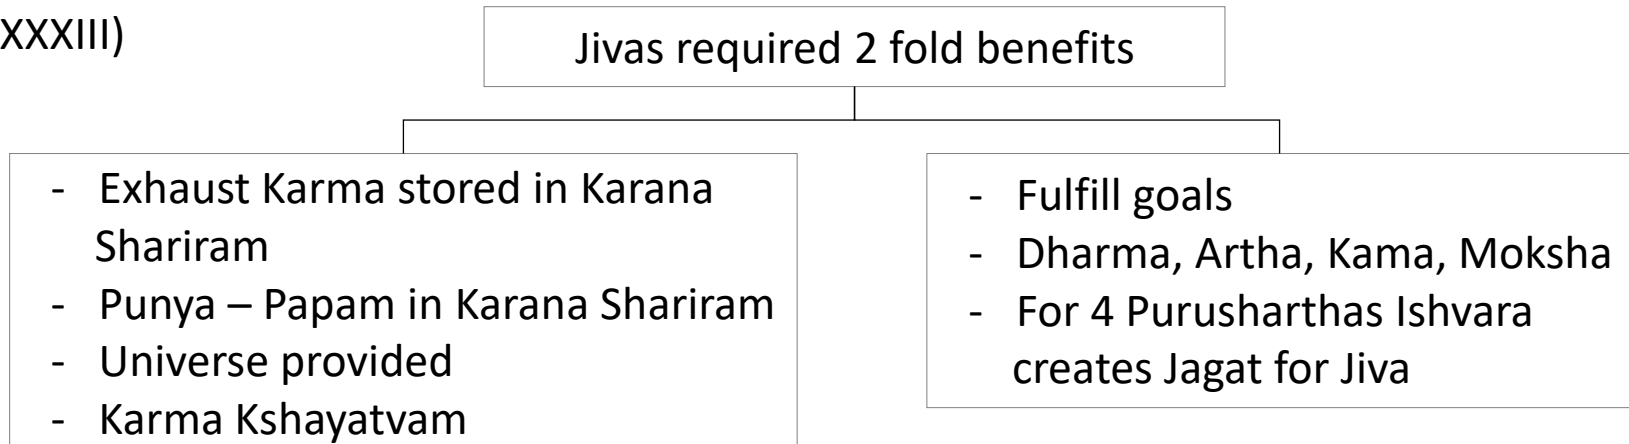 XXXIII)
Jivas required 2 fold benefits
- Exhaust Karma stored in Karana
Shariram
- Punya – Papam in Karana Shariram
- Universe provided
- Karma Kshayatvam
- Fulfill goals
- Dharma, Artha, Kama, Moksha
- For 4 Purusharthas Ishvara
creates Jagat for Jiva